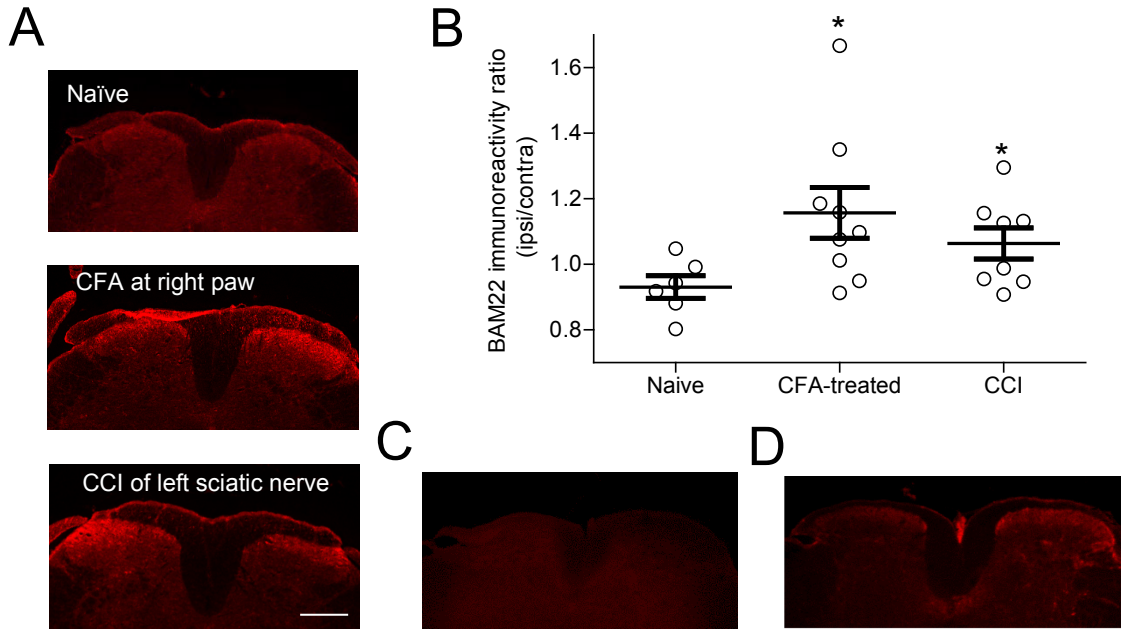 A
Naïve
CFA at right paw
CCI of left sciatic nerve
B
BAM22 immunoreactivity ratio
(ipsi/contra)
1.6
1.4
1.2
1.0
0.8
*
*
Naive
CFA-treated
CCI
C
D